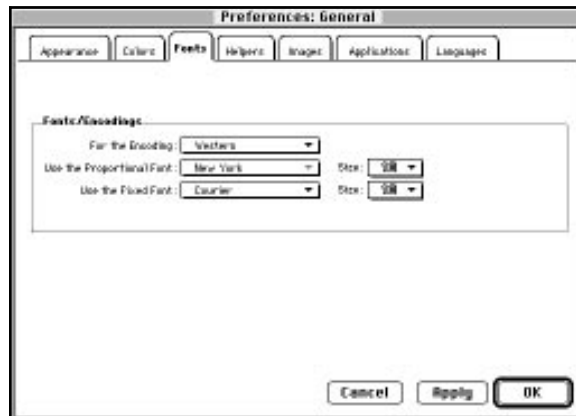 Preferences: General
Appearance Colors Fonts Helpers Images Applications Languages
Fonts/Encodings
For the Encoding: Western
Use the Proportional Font: New York Size:
Use the Fixed Font: Courier Size:
Cancel Apply OK